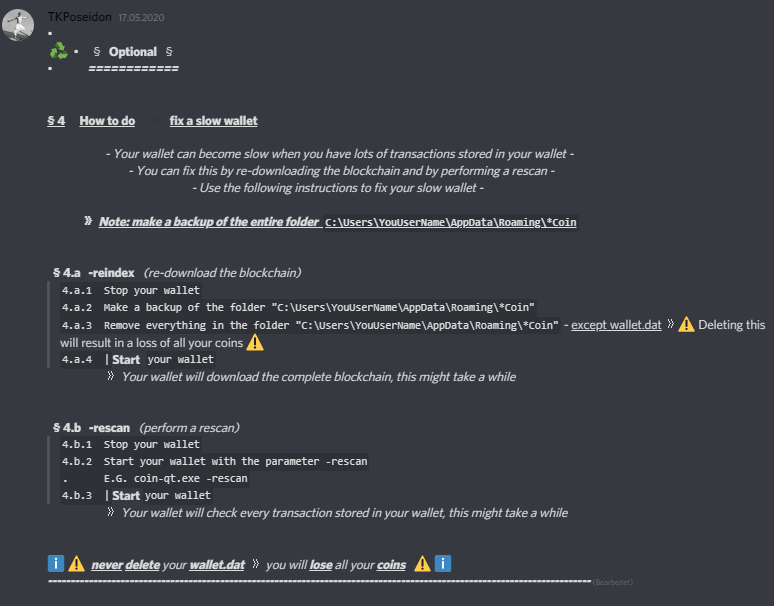 TKPoseidon 17.05.2020
§ Optional §
============
§ 4 How to do fix a slow wallet
- Your wallet can become slow when you have lots of transactions stored in your wallet -
- You can fix this by re-downloading the blockchain and by performing a rescan -
- Use the following instructions to fix your slow wallet -
» Note: make a backup of the entire folder C:\Users\YouUserName\AppData\Roaming\*Coin
§ 4.a -reindex (re-download the blockchain)
4.a.1 Stop your wallet
4.a.2 Make a backup of the folder "C:\Users\YouUserName\AppData\Roaming\*Coin"
4.a.3 Remove everything in the folder "C:\Users\YouUserName\AppData\Roaming\*Coin" - except wallet.dat » ⚠ Deleting this
will result in a loss of all your coins ⚠
4.a.4 | Start your wallet
» Your wallet will download the complete blockchain, this might take a while
§ 4.b -rescan (perform a rescan)
4.b.1 Stop your wallet
4.b.2 Start your wallet with the parameter -rescan
. E.G. coin-qt.exe -rescan
4.b.3 | Start your wallet
» Your wallet will check every transaction stored in your wallet, this might take a while
ℹ ⚠ never delete your wallet.dat » you will lose all your coins ⚠ ℹ
(Bearbeitet)